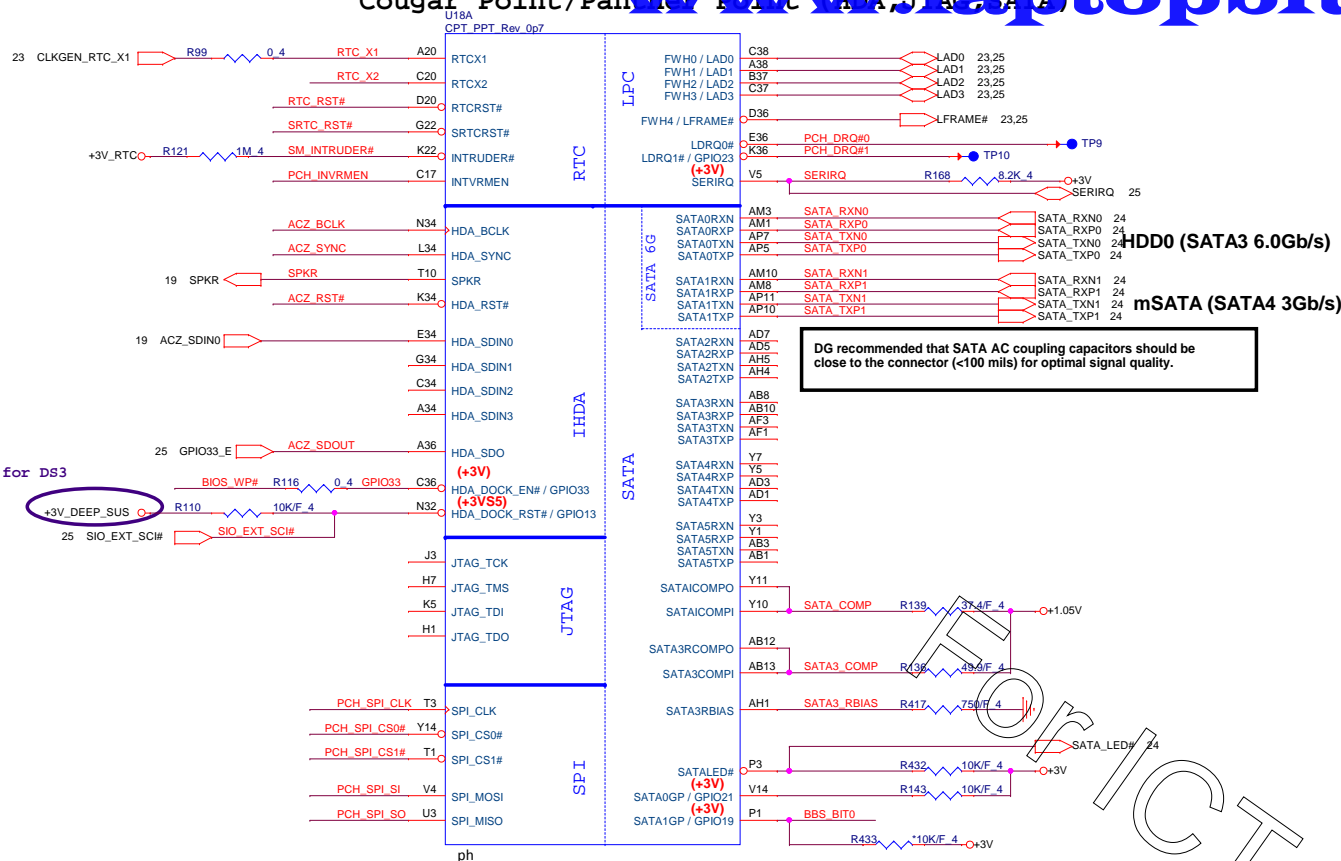 Cougar Point/Panther Point (HDA,JTAG,SATA)
U18A
CPT_PPT_Rev_0p7
23 CLKGEN_RTC_X1 R99 0_4 RTC_X1 A20 RTCX1
RTC_X2 C20 RTCX2
RTC_RST# D20 RTCRST#
SRTC_RST# G22 SRTCRST#
+3V_RTC R121 1M_4 SM_INTRUDER# K22 INTRUDER#
PCH_INVRMEN C17 INTVRMEN
RTC
LPC
FWH0 / LAD0 C38 LAD0 23,25
FWH1 / LAD1 A38 LAD1 23,25
FWH2 / LAD2 B37 LAD2 23,25
FWH3 / LAD3 C37 LAD3 23,25
FWH4 / LFRAME# D36 LFRAME# 23,25
LDRQ0# E36 PCH_DRQ#0 TP9
LDRQ1# / GPIO23 K36 PCH_DRQ#1 TP10
(+3V)
SERIRQ V5 SERIRQ R168 8.2K_4 +3V
SERIRQ 25
ACZ_BCLK N34 HDA_BCLK
ACZ_SYNC L34 HDA_SYNC
19 SPKR SPKR T10 SPKR
ACZ_RST# K34 HDA_RST#
19 ACZ_SDIN0 E34 HDA_SDIN0
G34 HDA_SDIN1
C34 HDA_SDIN2
A34 HDA_SDIN3
25 GPIO33_E ACZ_SDOUT A36 HDA_SDO
for DS3
(+3V)
BIOS_WP# R116 0_4 GPIO33 C36 HDA_DOCK_EN# / GPIO33
(+3VS5)
+3V_DEEP_SUS R110 10K/F_4 N32 HDA_DOCK_RST# / GPIO13
25 SIO_EXT_SCI# SIO_EXT_SCI#
IHDA
J3 JTAG_TCK
H7 JTAG_TMS
K5 JTAG_TDI
H1 JTAG_TDO
JTAG
PCH_SPI_CLK T3 SPI_CLK
PCH_SPI_CS0# Y14 SPI_CS0#
PCH_SPI_CS1# T1 SPI_CS1#
PCH_SPI_SI V4 SPI_MOSI
PCH_SPI_SO U3 SPI_MISO
SPI
SATA 6G
SATA0RXN AM3 SATA_RXN0 SATA_RXN0 24
SATA0RXP AM1 SATA_RXP0 SATA_RXP0 24
SATA0TXN AP7 SATA_TXN0 SATA_TXN0 24
SATA0TXP AP5 SATA_TXP0 SATA_TXP0 24
HDD0 (SATA3 6.0Gb/s)
SATA1RXN AM10 SATA_RXN1 SATA_RXN1 24
SATA1RXP AM8 SATA_RXP1 SATA_RXP1 24
SATA1TXN AP11 SATA_TXN1 SATA_TXN1 24
SATA1TXP AP10 SATA_TXP1 SATA_TXP1 24
mSATA (SATA4 3Gb/s)
DG recommended that SATA AC coupling capacitors should be
close to the connector (<100 mils) for optimal signal quality.
SATA
SATA2RXN AD7
SATA2RXP AD5
SATA2TXN AH5
SATA2TXP AH4
SATA3RXN AB8
SATA3RXP AB10
SATA3TXN AF3
SATA3TXP AF1
SATA4RXN Y7
SATA4RXP Y5
SATA4TXN AD3
SATA4TXP AD1
SATA5RXN Y3
SATA5RXP Y1
SATA5TXN AB3
SATA5TXP AB1
SATAICOMPO Y11
SATAICOMPI Y10 SATA_COMP R139 37.4/F_4 +1.05V
SATA3RCOMPO AB12
SATA3COMPI AB13 SATA3_COMP R136 49.9/F_4
SATA3RBIAS AH1 SATA3_RBIAS R417 750/F_4
SATA_LED# 24
SATALED# P3 R432 10K/F_4 +3V
(+3V)
SATA0GP / GPIO21 V14 R143 10K/F_4
(+3V)
SATA1GP / GPIO19 P1 BBS_BIT0
R433 *10K/F_4 +3V
ph
For ICT